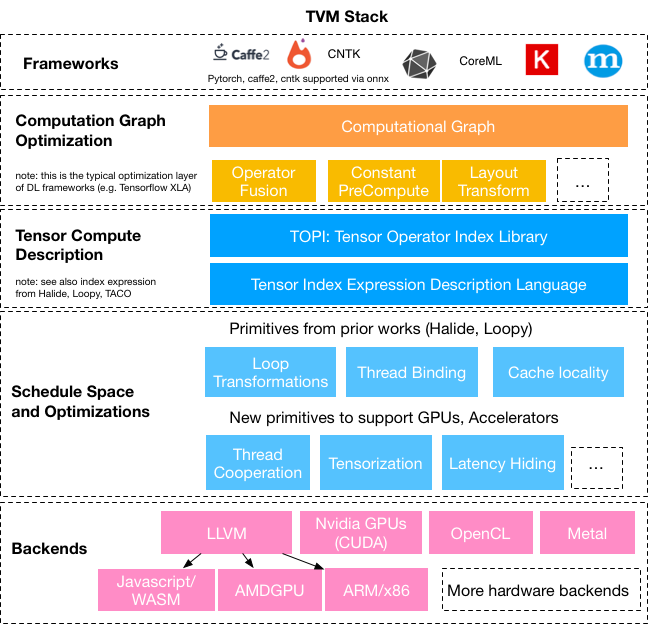 TVM Stack
Frameworks
Caffe2
CNTK
CoreML
K
m
Pytorch, caffe2, cntk supported via onnx
Computation Graph
Optimization
note: this is the typical optimization layer
of DL frameworks (e.g. Tensorflow XLA)
Computational Graph
Operator
Fusion
Constant
PreCompute
Layout
Transform
...
Tensor Compute
Description
note: see also index expression
from Halide, Loopy, TACO
TOPI: Tensor Operator Index Library
Tensor Index Expression Description Language
Schedule Space
and Optimizations
Primitives from prior works (Halide, Loopy)
Loop
Transformations
Thread Binding
Cache locality
New primitives to support GPUs, Accelerators
Thread
Cooperation
Tensorization
Latency Hiding
...
Backends
LLVM
Nvidia GPUs
(CUDA)
OpenCL
Metal
Javascript/
WASM
AMDGPU
ARM/x86
More hardware backends